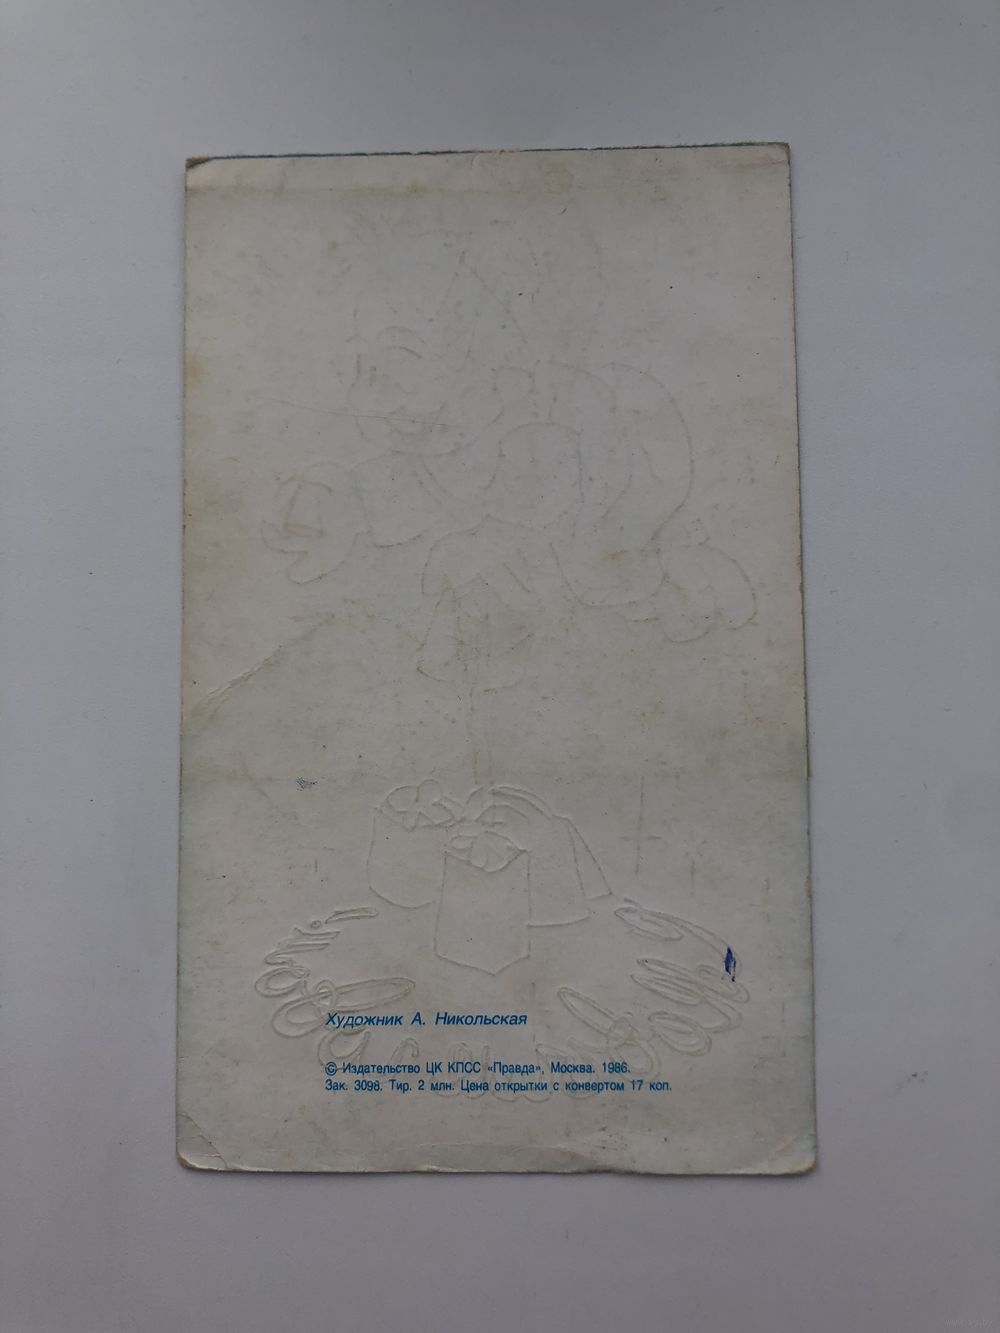 Художник А. Никольская
© Издательство ЦК КПСС «Правда», Москва. 1986.
Зак. 3098. Тир. 2 млн. Цена открытки с конвертом 17 коп.